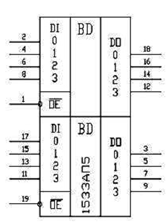 DI BD DO
2 0
4 1 0 18
6 2 1 16
8 3 2 14
3 12
1 OE
DI BD DO
17 0
15 1 0 3
13 2 1 5
11 3 2 7
3 9
1533АП5
19 OE